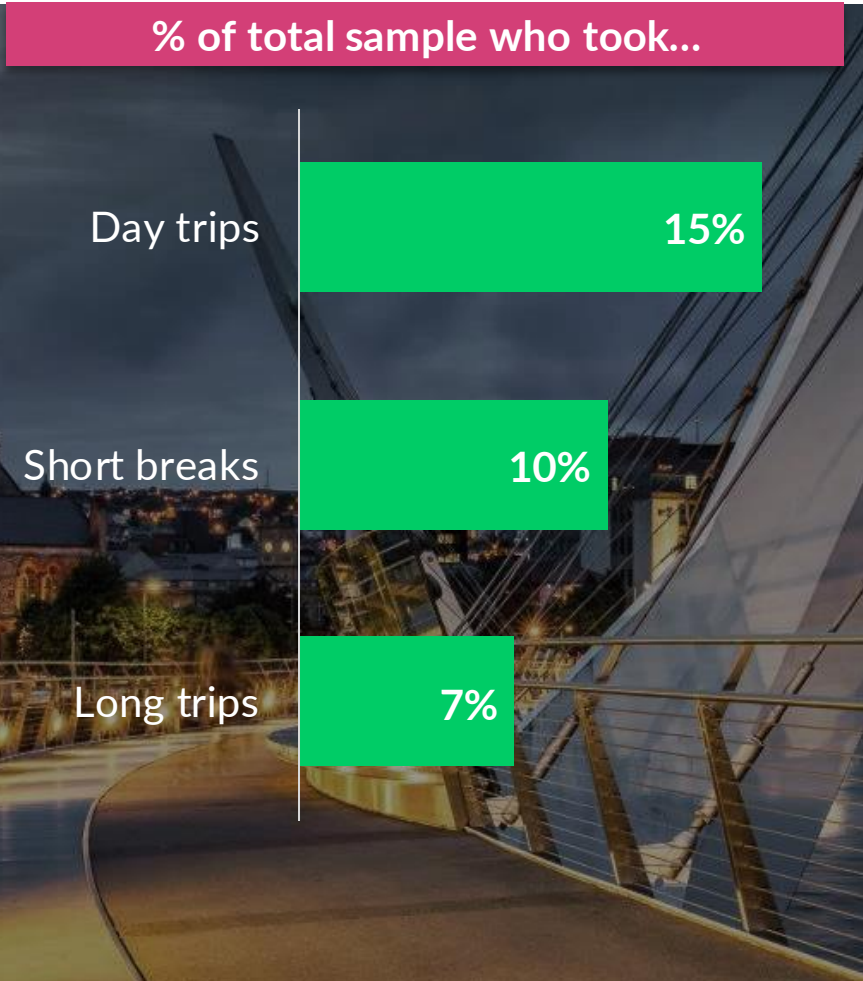 % of total sample who took...
Day trips
15%
Short breaks
10%
Long trips
7%